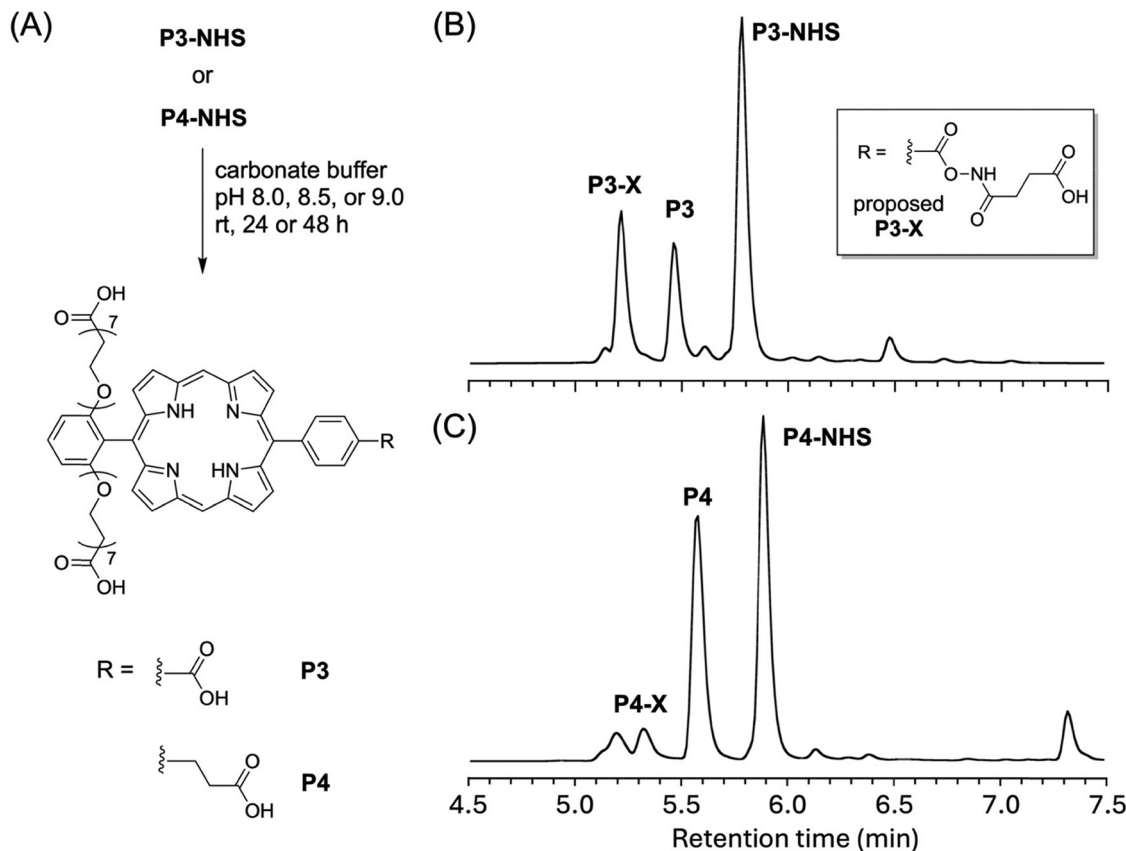 (A)
P3-NHS
or
P4-NHS
carbonate buffer
pH 8.0, 8.5, or 9.0
rt, 24 or 48 h
OH
O
7
O
NH
N
R
N
HN
O
7
O
OH
R =
O
OH
P3
O
OH
P4
(B)
P3-NHS
P3-X
P3
R =
O
O
NH
O
O
OH
proposed
P3-X
(C)
P4-NHS
P4
P4-X
4.5 5.0 5.5 6.0 6.5 7.0 7.5
Retention time (min)